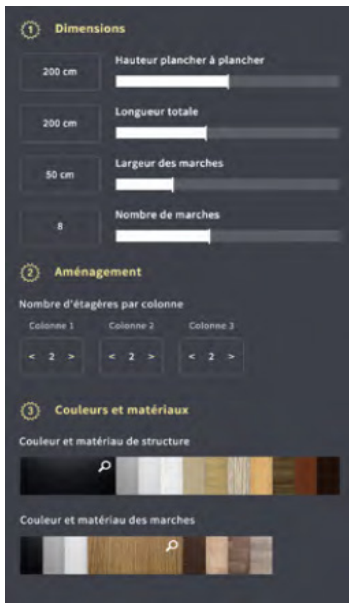 1 Dimensions
200 cm
Hauteur plancher à plancher
200 cm
Longueur totale
50 cm
Largeur des marches
8
Nombre de marches
2 Aménagement
Nombre d'étagères par colonne
Colonne 1 Colonne 2 Colonne 3
< 2 > < 2 > < 2 >
3 Couleurs et matériaux
Couleur et matériau de structure
Couleur et matériau des marches